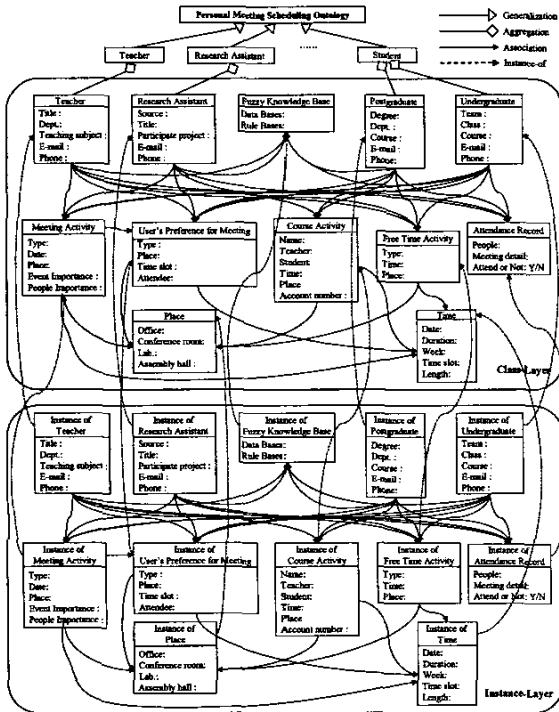 Personal Meeting Scheduling Ontology
Generalization
Aggregation
Association
Instance-of
Teacher
Research Assistant
......
Student
Teacher
Title :
Dept.:
Teaching subject :
E-mail :
Phone :
Research Assistant
Source :
Title:
Participate project :
E-mail :
Phone :
Fuzzy Knowledge Base
Data Bases:
Rule Bases:
Postgraduate
Degree:
Dept. :
Course :
E-mail :
Phone:
Undergraduate
Team :
Class :
Course :
E-mail :
Phone :
Meeting Activity
Type:
Date:
Place:
Event Importance :
People Importance :
User's Preference for Meeting
Type :
Place:
Time slot :
Attendee:
Course Activity
Name:
Teacher:
Student:
Time:
Place
Account number :
Free Time Activity
Type:
Time:
Place:
Attendance Record
People:
Meeting detail:
Attend or Not: Y/N
Place
Office:
Conference room:
Lab.:
Assembly hall :
Time
Date:
Duration:
Week:
Time slot:
Length:
Class-Layer
Instance of
Teacher
Title :
Dept.:
Teaching subject :
E-mail :
Phone :
Instance of
Research Assistant
Source :
Title:
Participate project :
E-mail :
Phone :
Instance of
Fuzzy Knowledge Base
Data Bases:
Rule Bases:
Instance of
Postgraduate
Degree:
Dept. :
Course :
E-mail :
Phone:
Instance of
Undergraduate
Team :
Class :
Course :
E-mail :
Phone :
Instance of
Meeting Activity
Type:
Date:
Place:
Event Importance :
People Importance :
Instance of
User's Preference for Meeting
Type :
Place:
Time slot :
Attendee:
Instance of
Course Activity
Name:
Teacher:
Student:
Time:
Place
Account number :
Instance of
Free Time Activity
Type:
Time:
Place:
Instance of
Attendance Record
People:
Meeting detail:
Attend or Not: Y/N
Instance of
Place
Office:
Conference room:
Lab.:
Assembly hall :
Instance of
Time
Date:
Duration:
Week:
Time slot:
Length:
Instance-Layer